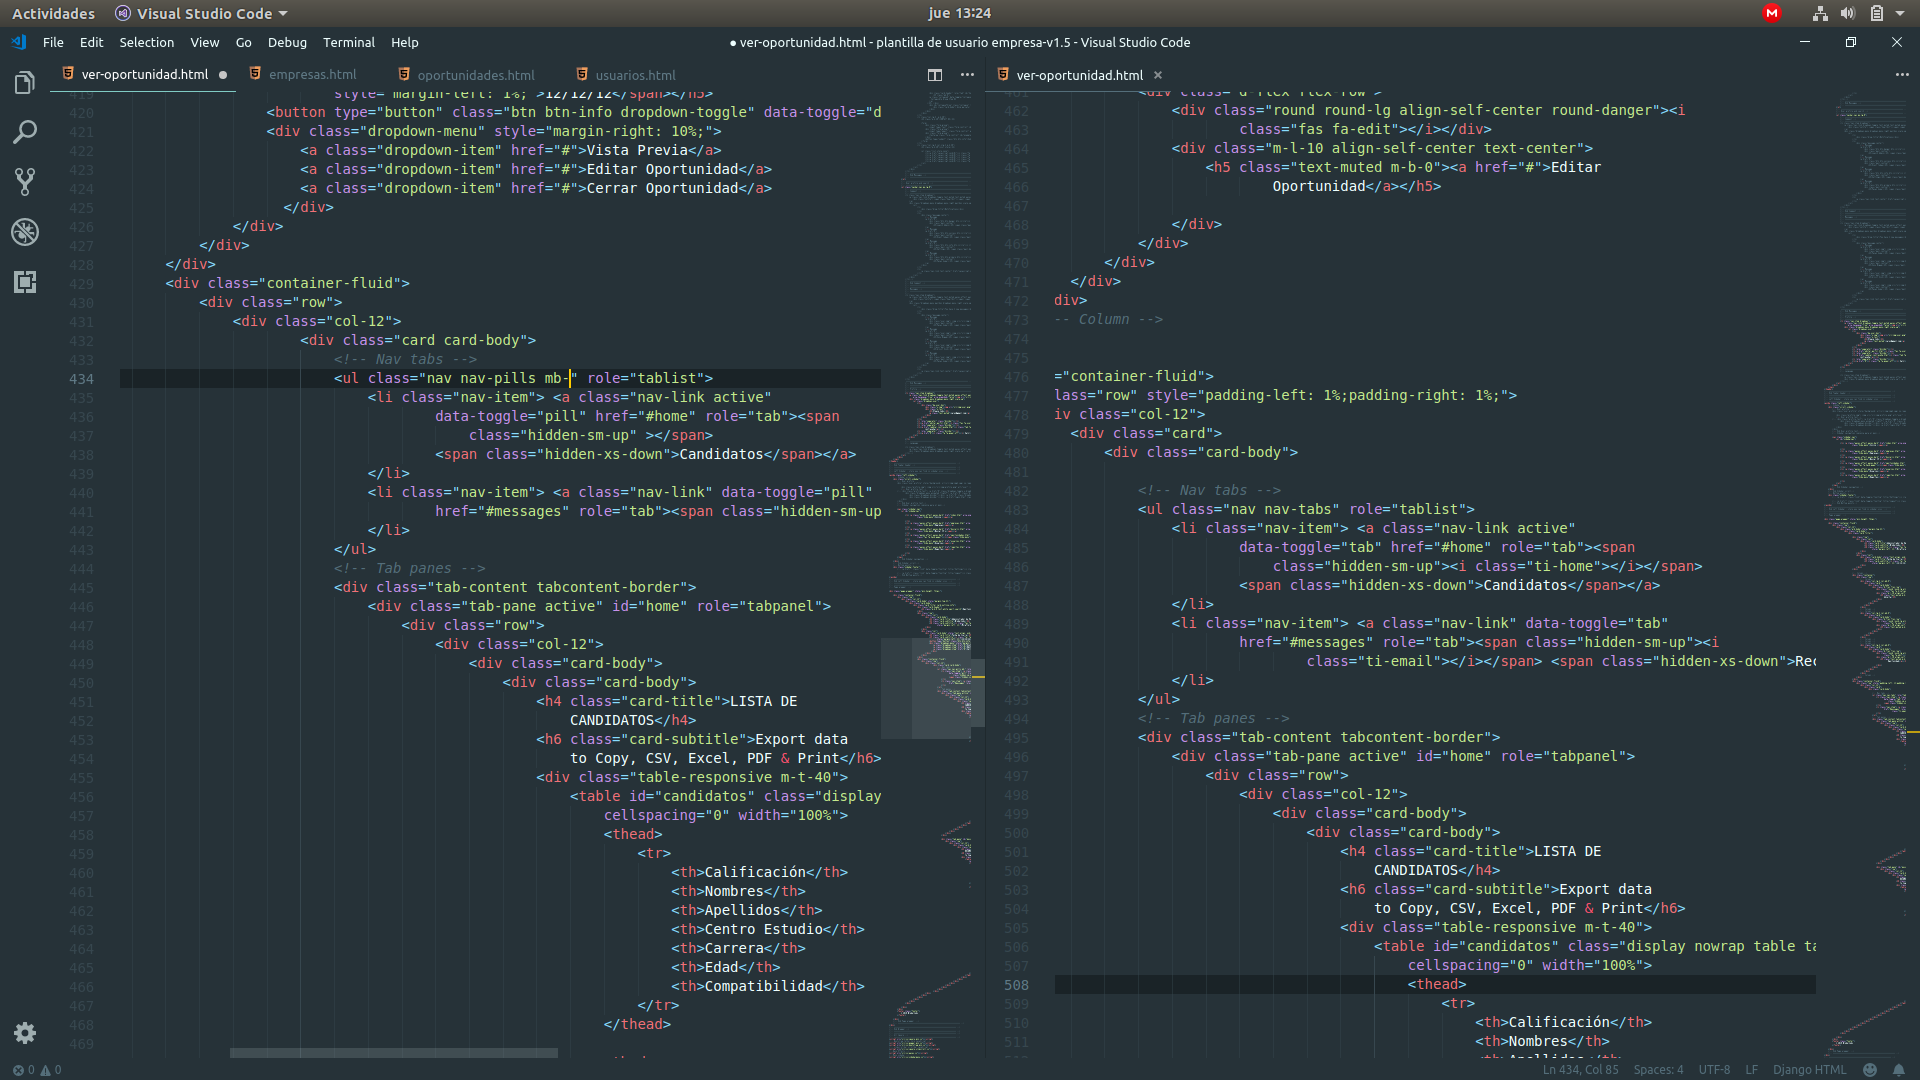 Actividades
Visual Studio Code
jue 13:24
File Edit Selection View Go Debug Terminal Help
● ver-oportunidad.html - plantilla de usuario empresa-v1.5 - Visual Studio Code
ver-oportunidad.html
empresas.html
oportunidades.html
usuarios.html
419 style="margin-left: 1%;">12/12/12</span></h5>
420 <button type="button" class="btn btn-info dropdown-toggle" data-toggle="d
421 <div class="dropdown-menu" style="margin-right: 10%;">
422 <a class="dropdown-item" href="#">Vista Previa</a>
423 <a class="dropdown-item" href="#">Editar Oportunidad</a>
424 <a class="dropdown-item" href="#">Cerrar Oportunidad</a>
425 </div>
426 </div>
427 </div>
428 </div>
429 <div class="container-fluid">
430 <div class="row">
431 <div class="col-12">
432 <div class="card card-body">
433 <!-- Nav tabs -->
434 <ul class="nav nav-pills mb-" role="tablist">
435 <li class="nav-item"> <a class="nav-link active"
436 data-toggle="pill" href="#home" role="tab"><span
437 class="hidden-sm-up" ></span>
438 <span class="hidden-xs-down">Candidatos</span></a>
439 </li>
440 <li class="nav-item"> <a class="nav-link" data-toggle="pill"
441 href="#messages" role="tab"><span class="hidden-sm-up
442 </li>
443 </ul>
444 <!-- Tab panes -->
445 <div class="tab-content tabcontent-border">
446 <div class="tab-pane active" id="home" role="tabpanel">
447 <div class="row">
448 <div class="col-12">
449 <div class="card-body">
450 <div class="card-body">
451 <h4 class="card-title">LISTA DE
452 CANDIDATOS</h4>
453 <h6 class="card-subtitle">Export data
454 to Copy, CSV, Excel, PDF & Print</h6>
455 <div class="table-responsive m-t-40">
456 <table id="candidatos" class="display
457 cellspacing="0" width="100%">
458 <thead>
459 <tr>
460 <th>Calificación</th>
461 <th>Nombres</th>
462 <th>Apellidos</th>
463 <th>Centro Estudio</th>
464 <th>Carrera</th>
465 <th>Edad</th>
466 <th>Compatibilidad</th>
467 </tr>
468 </thead>
469
ver-oportunidad.html ×
461 <div class="d-flex flex-row">
462 <div class="round round-lg align-self-center round-danger"><i
463 class="fas fa-edit"></i></div>
464 <div class="m-l-10 align-self-center text-center">
465 <h5 class="text-muted m-b-0"><a href="#">Editar
466 Oportunidad</a></h5>
467
468 </div>
469 </div>
470 </div>
471 </div>
472 div>
473 -- Column -->
474
475
476 ="container-fluid">
477 lass="row" style="padding-left: 1%;padding-right: 1%;">
478 iv class="col-12">
479 <div class="card">
480 <div class="card-body">
481
482 <!-- Nav tabs -->
483 <ul class="nav nav-tabs" role="tablist">
484 <li class="nav-item"> <a class="nav-link active"
485 data-toggle="tab" href="#home" role="tab"><span
486 class="hidden-sm-up"><i class="ti-home"></i></span>
487 <span class="hidden-xs-down">Candidatos</span></a>
488 </li>
489 <li class="nav-item"> <a class="nav-link" data-toggle="tab"
490 href="#messages" role="tab"><span class="hidden-sm-up"><i
491 class="ti-email"></i></span> <span class="hidden-xs-down">Rec
492 </li>
493 </ul>
494 <!-- Tab panes -->
495 <div class="tab-content tabcontent-border">
496 <div class="tab-pane active" id="home" role="tabpanel">
497 <div class="row">
498 <div class="col-12">
499 <div class="card-body">
500 <div class="card-body">
501 <h4 class="card-title">LISTA DE
502 CANDIDATOS</h4>
503 <h6 class="card-subtitle">Export data
504 to Copy, CSV, Excel, PDF & Print</h6>
505 <div class="table-responsive m-t-40">
506 <table id="candidatos" class="display nowrap table ta
507 cellspacing="0" width="100%">
508 <thead>
509 <tr>
510 <th>Calificación</th>
511 <th>Nombres</th>
0 0
Ln 434, Col 85 Spaces: 4 UTF-8 LF Django HTML